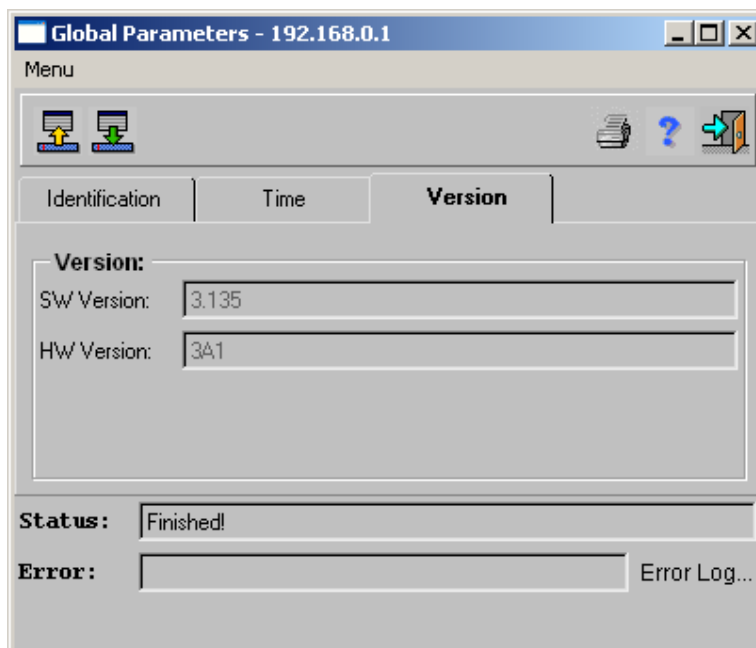 Global Parameters - 192.168.0.1
Menu
Identification Time Version
Version:
SW Version: 3.135
HW Version: 3A1
Status: Finished!
Error: Error Log...